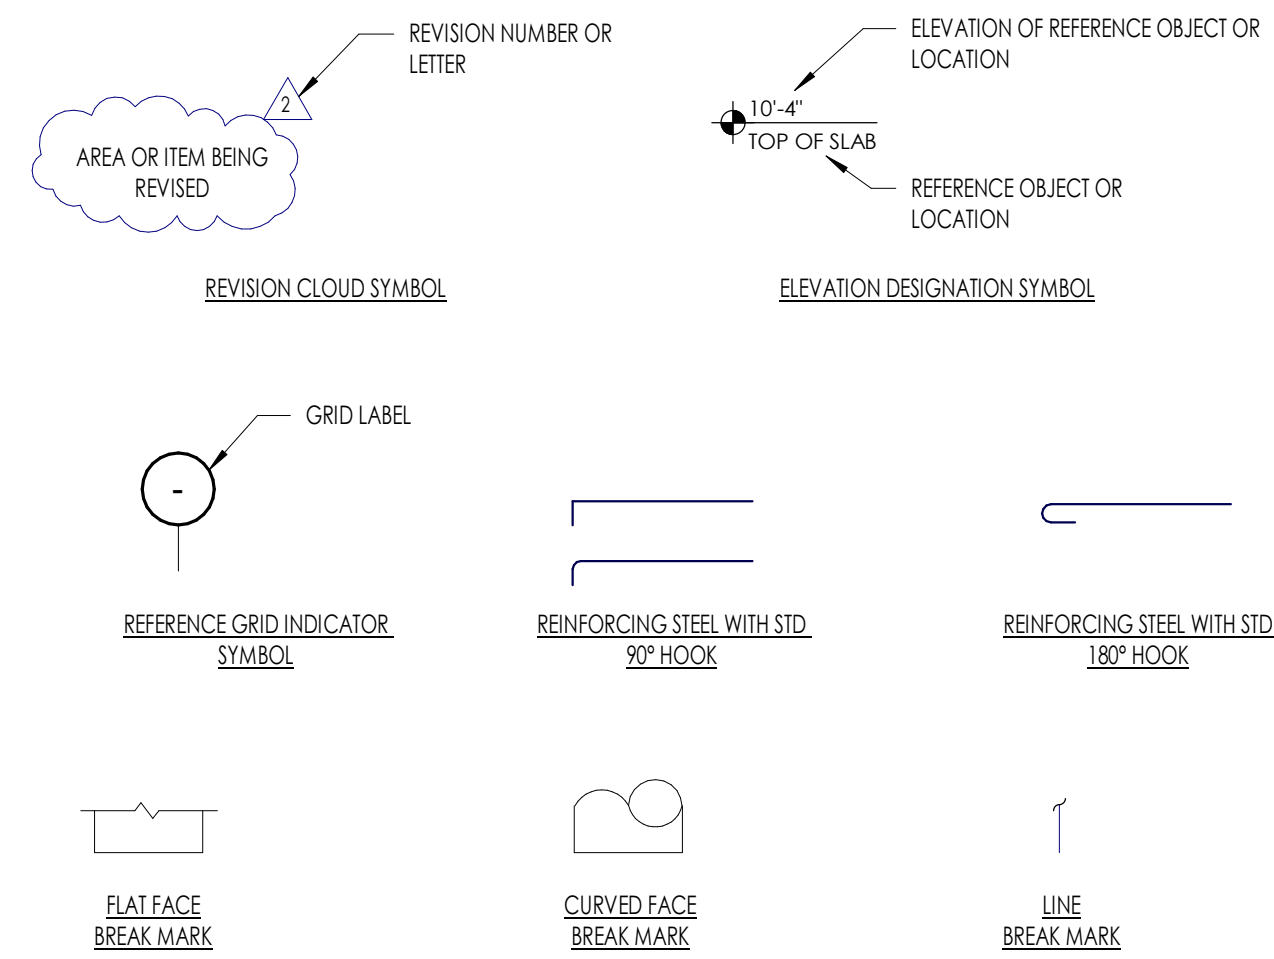 REVISION NUMBER OR
LETTER
2
AREA OR ITEM BEING
REVISED
REVISION CLOUD SYMBOL
ELEVATION OF REFERENCE OBJECT OR
LOCATION
10'-4"
TOP OF SLAB
REFERENCE OBJECT OR
LOCATION
ELEVATION DESIGNATION SYMBOL
GRID LABEL
-
REFERENCE GRID INDICATOR
SYMBOL
REINFORCING STEEL WITH STD
90° HOOK
REINFORCING STEEL WITH STD
180° HOOK
FLAT FACE
BREAK MARK
CURVED FACE
BREAK MARK
LINE
BREAK MARK